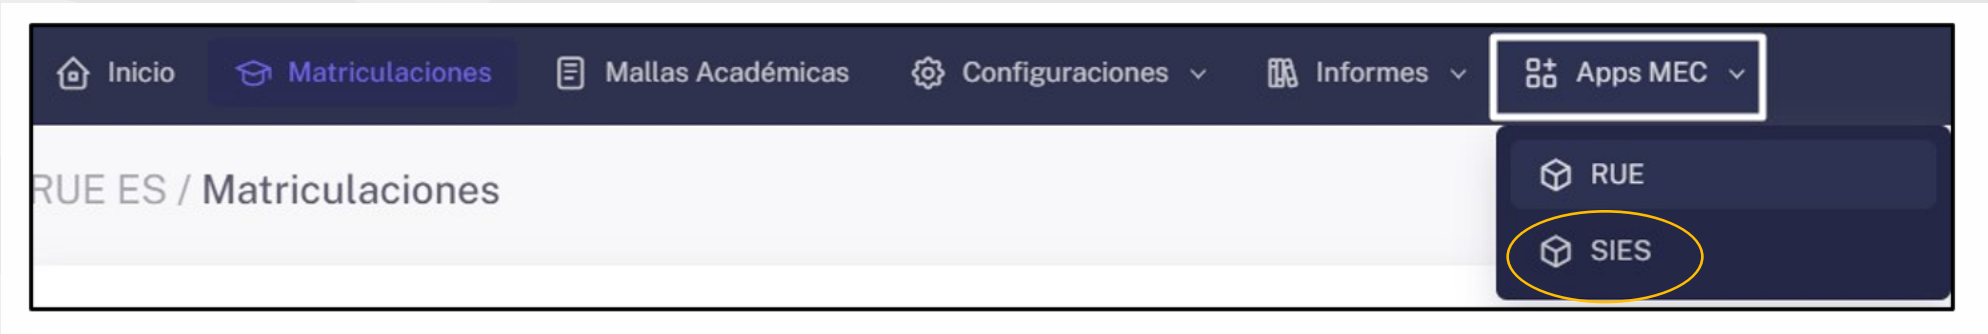 Inicio Matriculaciones Mallas Académicas Configuraciones Informes Apps MEC
RUE ES / Matriculaciones
RUE
SIES